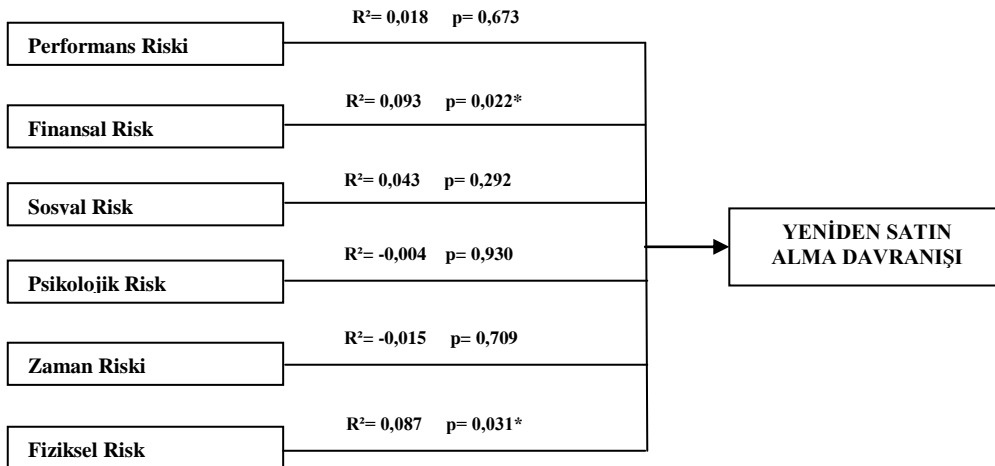 R²= 0,018 p= 0,673
Performans Riski
R²= 0,093 p= 0,022*
Finansal Risk
R²= 0,043 p= 0,292
Sosyal Risk
YENİDEN SATIN
ALMA DAVRANIŞI
R²= -0,004 p= 0,930
Psikolojik Risk
R²= -0,015 p= 0,709
Zaman Riski
R²= 0,087 p= 0,031*
Fiziksel Risk